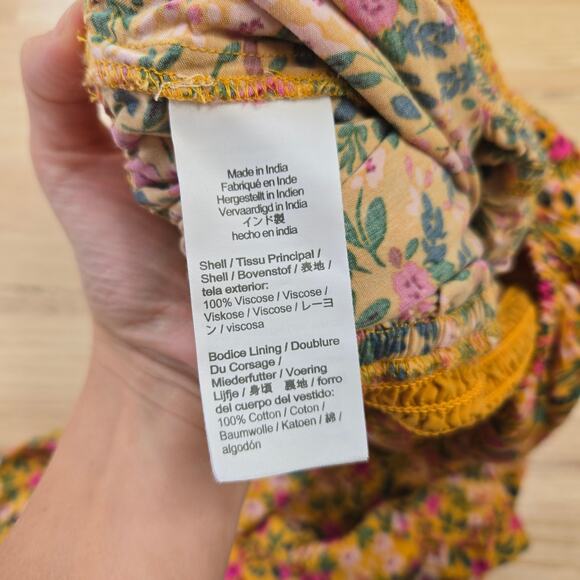 Made in India
Fabriqué en Inde
Hergestellt in Indien
Vervaardigd in India
インド製
hecho en india
Shell / Tissu Principal /
Shell / Bovenstof / 表地 /
tela exterior:
100% Viscose / Viscose /
Viskose / Viscose / レーヨ
ン / viscosa
Bodice Lining / Doublure
Du Corsage /
Miederfutter / Voering
Lijfje / 身頃 裏地 / forro
del cuerpo del vestido:
100% Cotton / Coton /
Baumwolle / Katoen / 綿 /
algodón